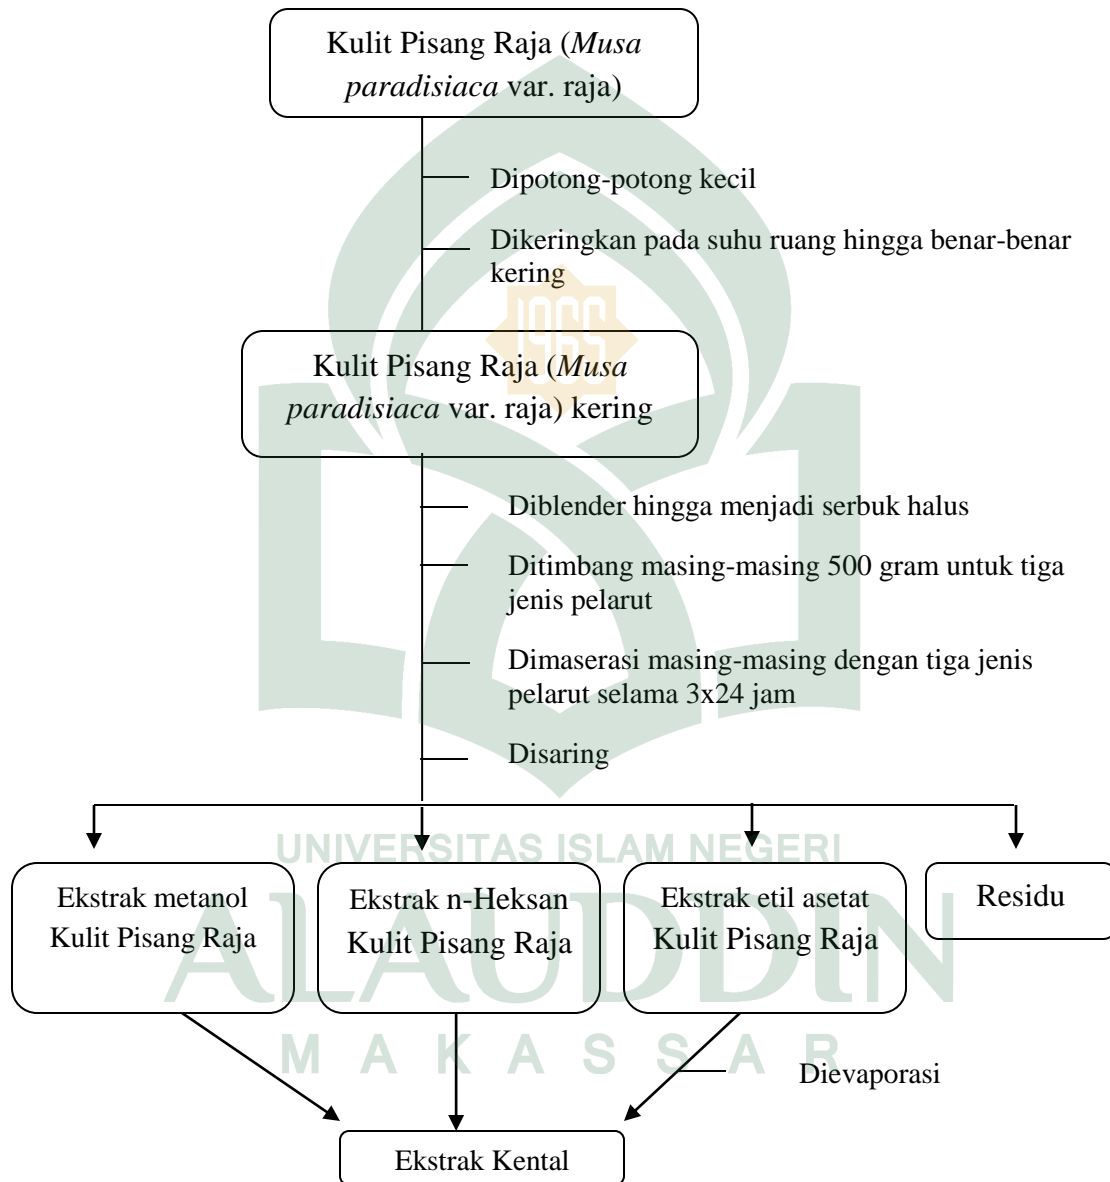 Kulit Pisang Raja (Musa
paradisiaca var. raja)
Dipotong-potong kecil
Dikeringkan pada suhu ruang hingga benar-benar
kering
1965
Kulit Pisang Raja (Musa
paradisiaca var. raja) kering
Diblender hingga menjadi serbuk halus
Ditimbang masing-masing 500 gram untuk tiga
jenis pelarut
Dimaserasi masing-masing dengan tiga jenis
pelarut selama 3x24 jam
Disaring
UNIVERSITAS ISLAM NEGERI
Ekstrak metanol
Kulit Pisang Raja
Ekstrak n-Heksan
Kulit Pisang Raja
Ekstrak etil asetat
Kulit Pisang Raja
Residu
ALAUDDIN
MAKASSAR
Dievaporasi
Ekstrak Kental